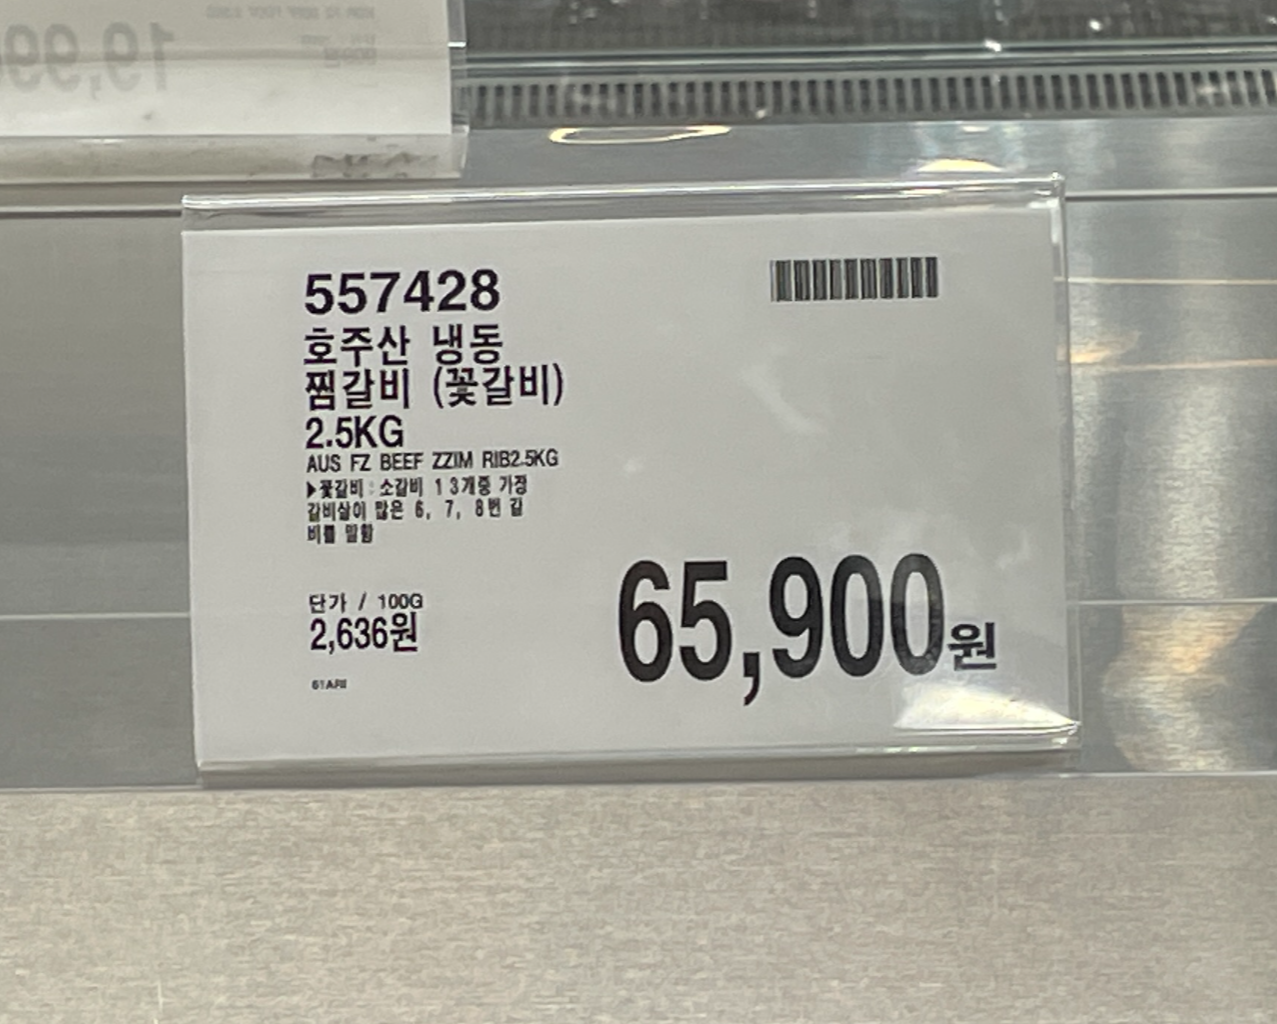 19,99
557428
호주산 냉동
찜갈비 (꽃갈비)
2.5KG
AUS FZ BEEF ZZIM RIB2.5KG
▶꽃갈비 : 소갈비 1 3개중 가장
갈비살이 많은 6, 7, 8번 갈
비를 말함
단가 / 100G
2,636원
65,900원